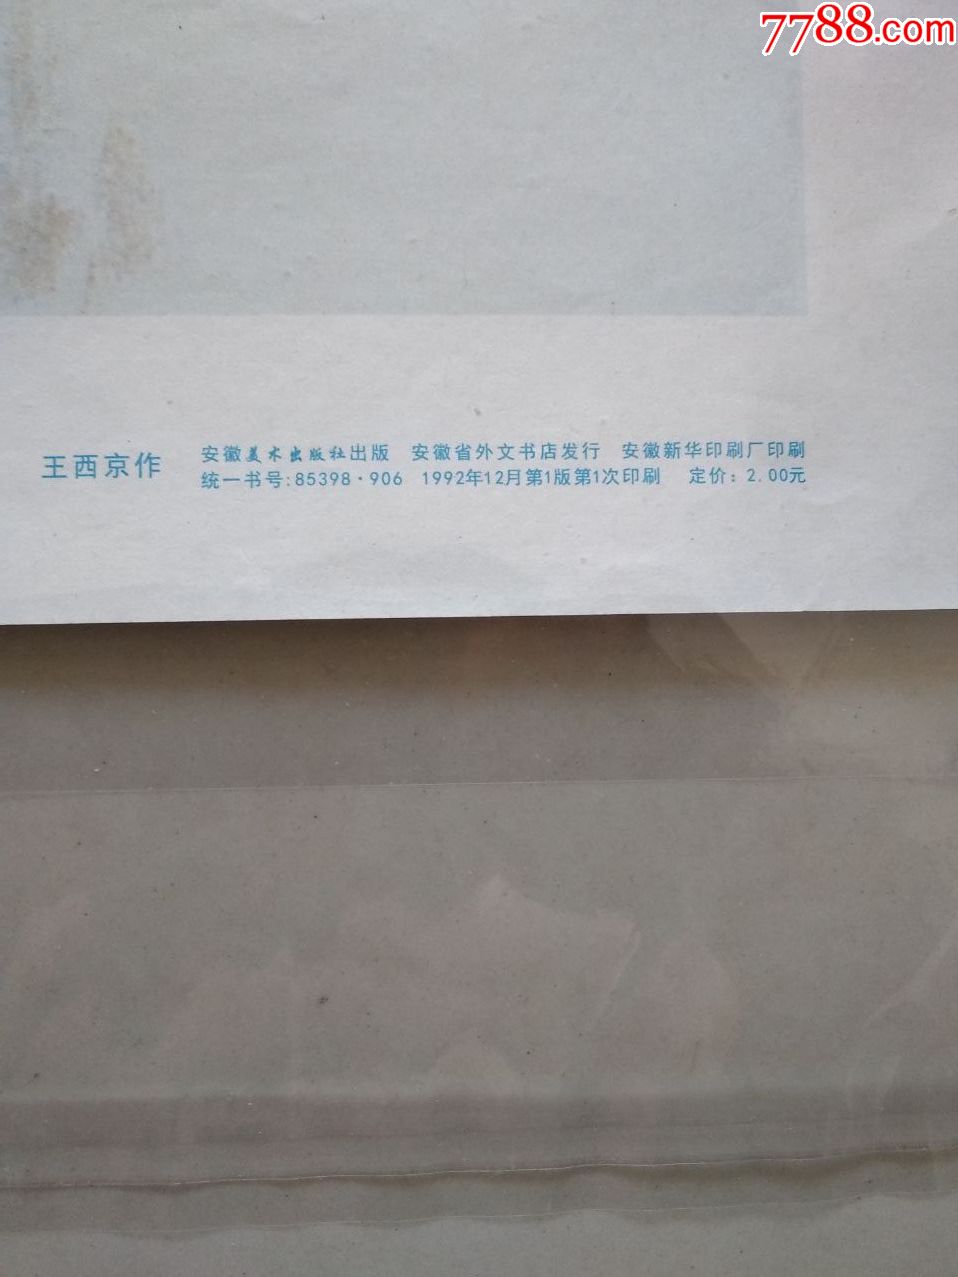 7788.com
王西京作
安徽美术出版社出版 安徽省外文书店发行 安徽新华印刷厂印刷
统一书号:85398·906 1992年12月第1版第1次印刷 定价: 2.00元